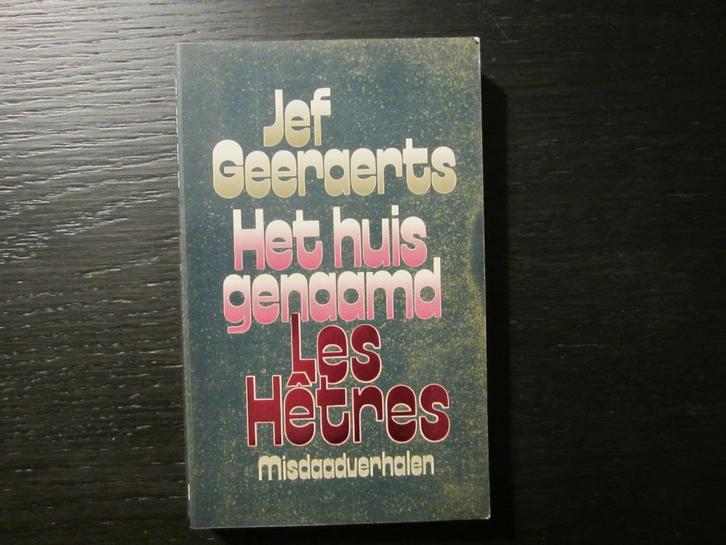 Jef
Geeraerts
Het huis
genaamd
Les
Hêtres
Misdaadverhalen